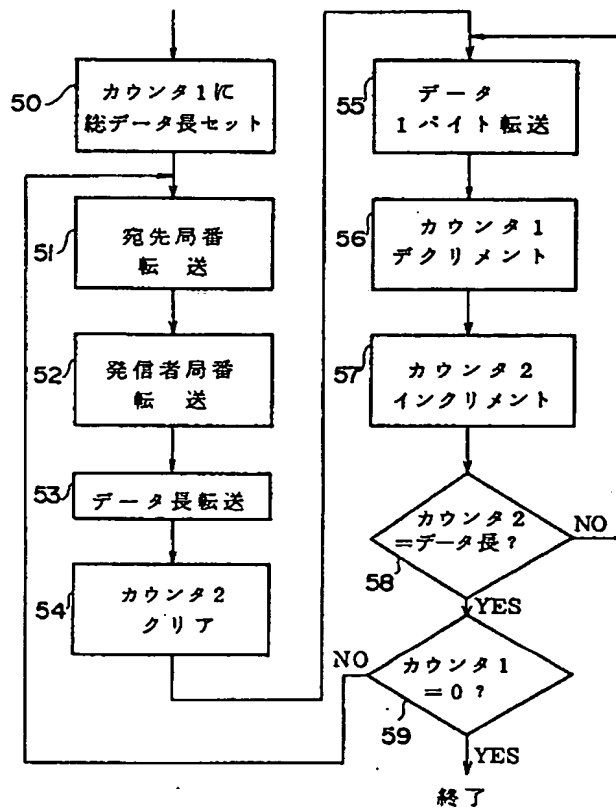 50
カウンタ1に
総データ長セット
51
宛先局番
転送
52
発信者局番
転送
53
データ長転送
54
カウンタ2
クリア
55
データ
1バイト転送
56
カウンタ1
デクリメント
57
カウンタ2
インクリメント
カウンタ2
=データ長?
NO
58
YES
NO
カウンタ1
=0?
59
YES
終了